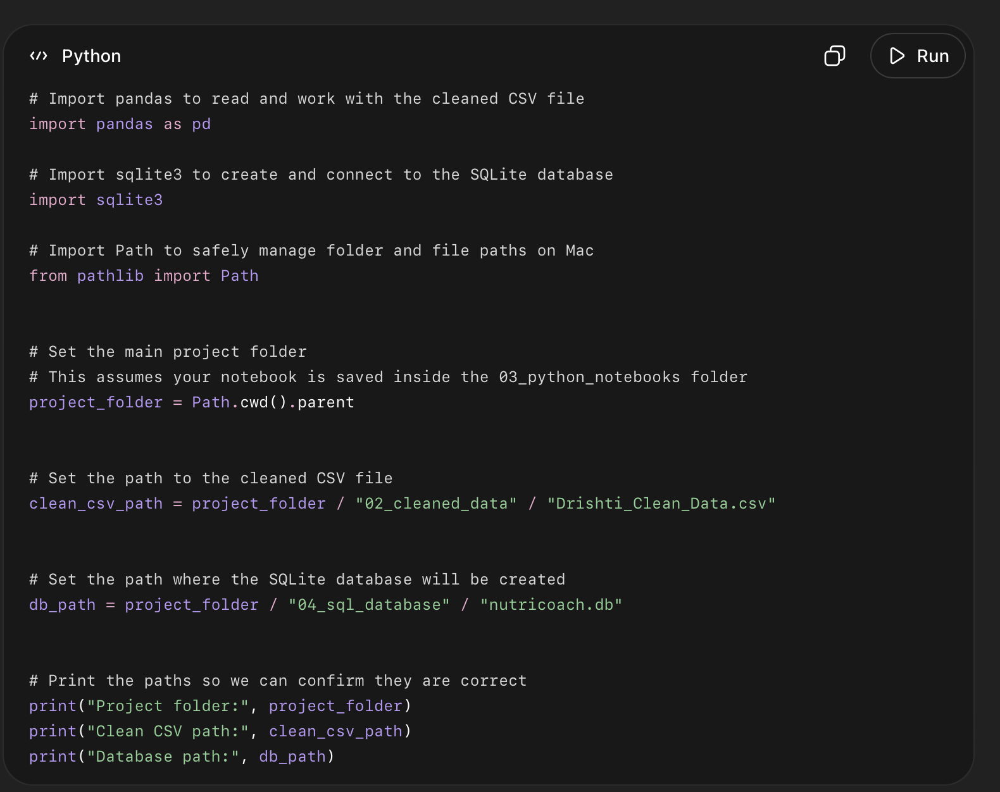 Python
Run
# Import pandas to read and work with the cleaned CSV file
import pandas as pd
# Import sqlite3 to create and connect to the SQLite database
import sqlite3
# Import Path to safely manage folder and file paths on Mac
from pathlib import Path
# Set the main project folder
# This assumes your notebook is saved inside the 03_python_notebooks folder
project_folder = Path.cwd().parent
# Set the path to the cleaned CSV file
clean_csv_path = project_folder / "02_cleaned_data" / "Drishti_Clean_Data.csv"
# Set the path where the SQLite database will be created
db_path = project_folder / "04_sql_database" / "nutricoach.db"
# Print the paths so we can confirm they are correct
print("Project folder:", project_folder)
print("Clean CSV path:", clean_csv_path)
print("Database path:", db_path)